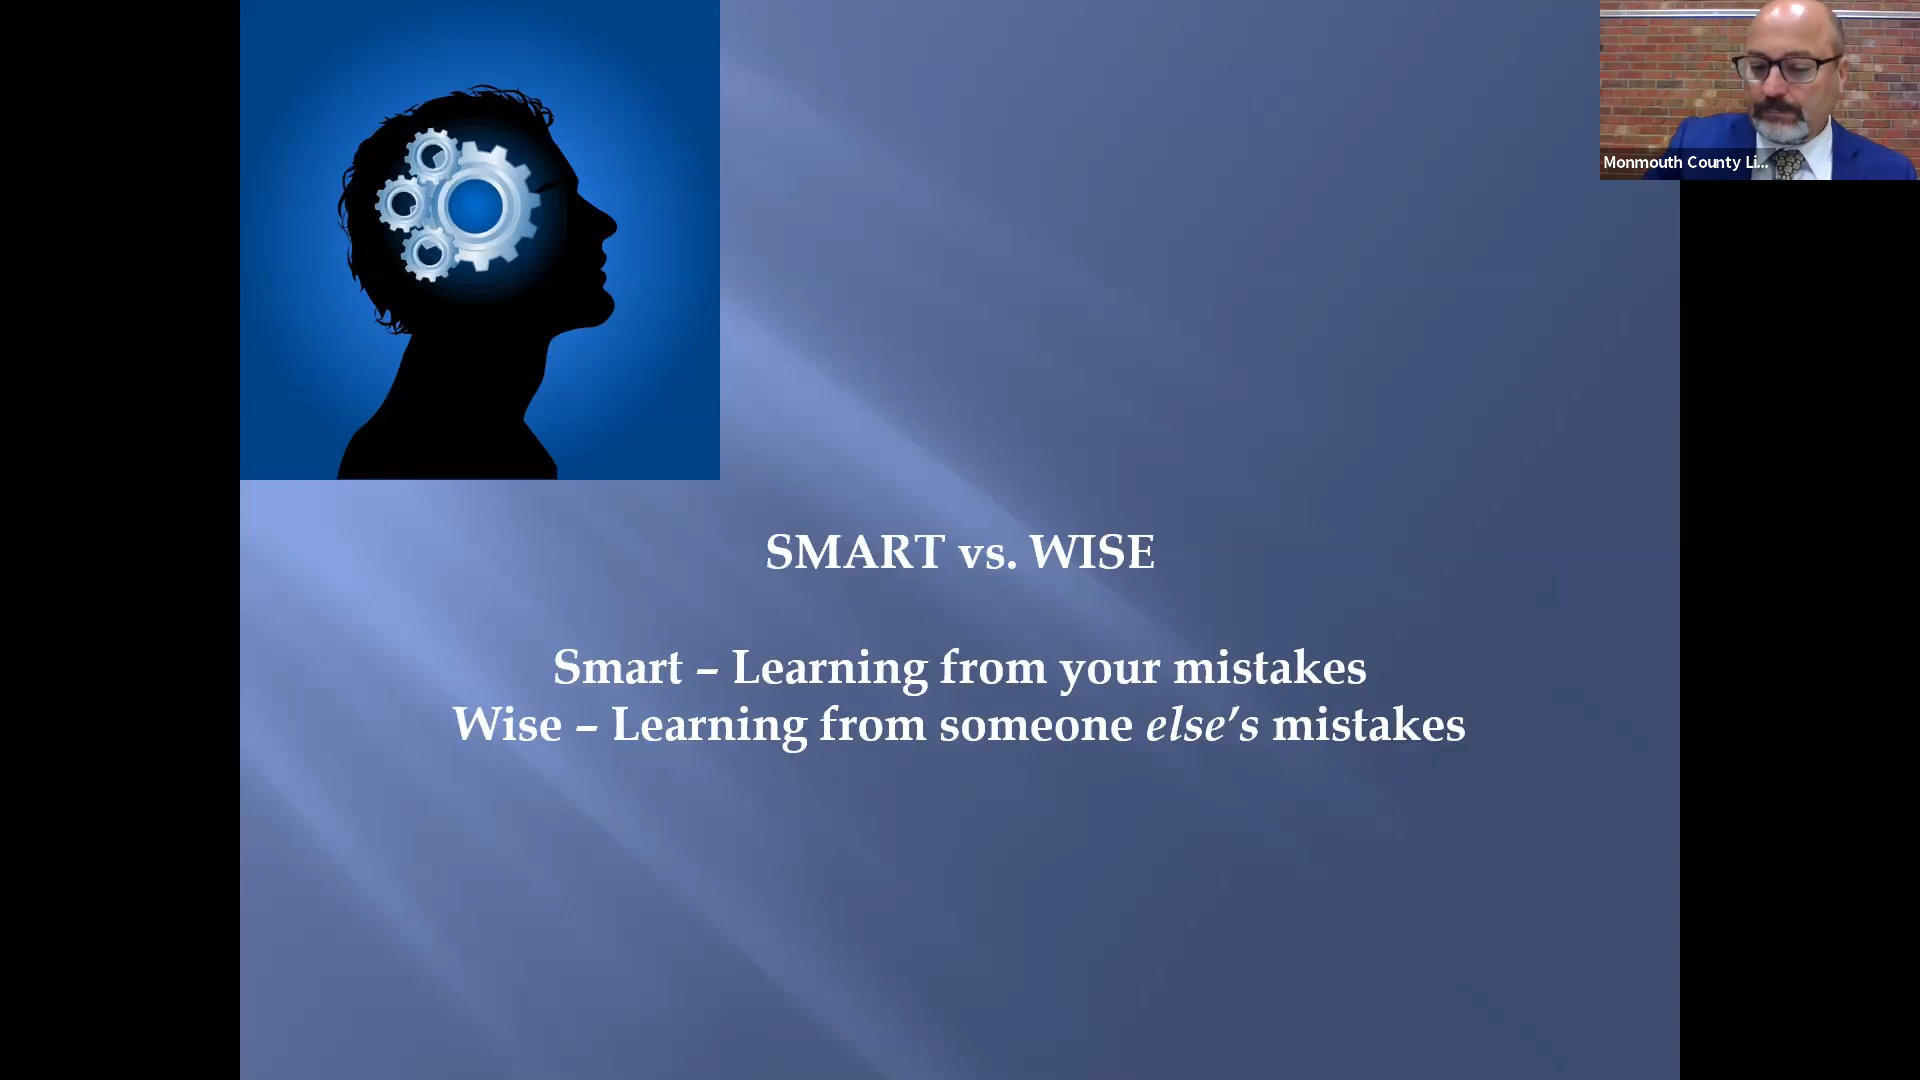 Monmouth County Li...
SMART vs. WISE
Smart – Learning from your mistakes
Wise – Learning from someone else’s mistakes